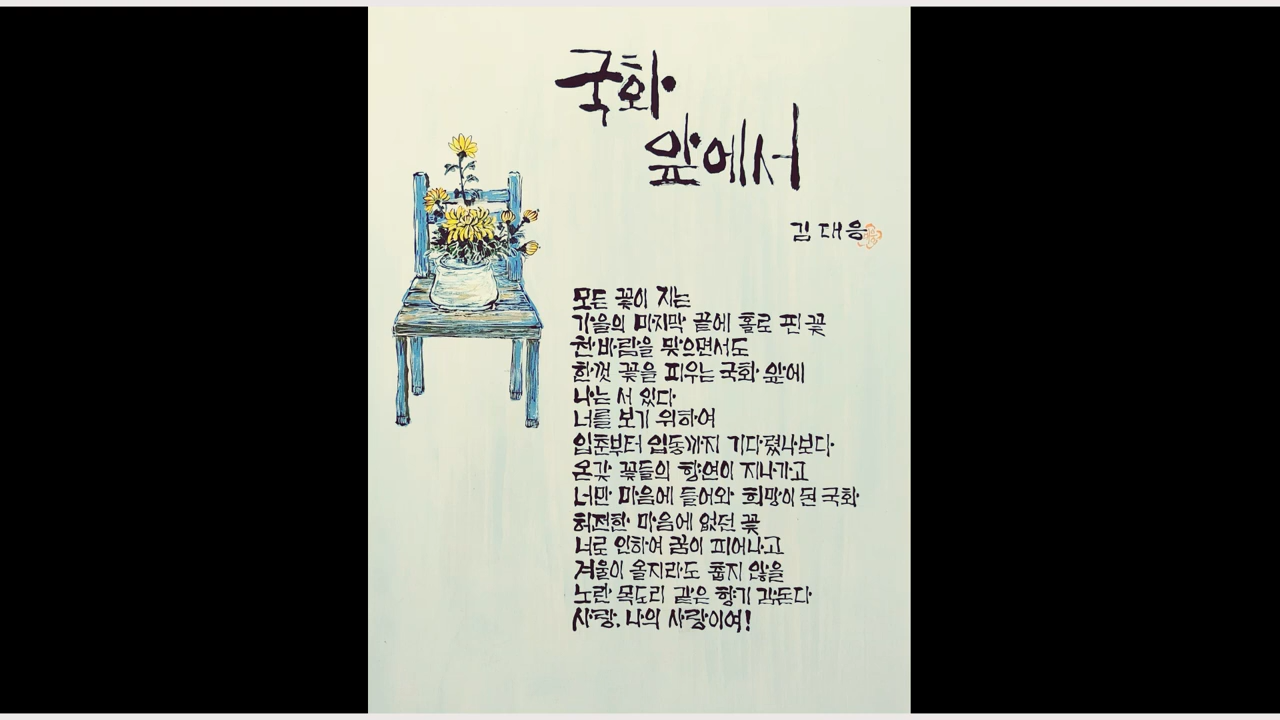 국화
앞에서
김대응
모든 꽃이 지는
가을의 마지막 끝에 홀로 핀 꽃
찬바람을 맞으면서도
한껏 꽃을 피우는 국화 앞에
나는 서 있다
너를 보기 위하여
입춘부터 입동까지 기다렸나보다
온갖 꽃들의 향연이 지나가고
너만 마음에 들어와 희망이 된 국화
허전한 마음에 없던 꽃
너로 인하여 꿈이 피어나고
겨울이 올지라도 춥지 않을
노란 목도리 같은 향기 감돈다
사랑, 나의 사랑이여!